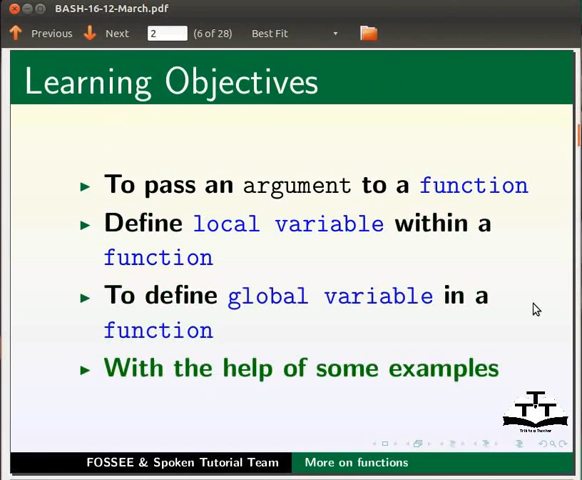 BASH-16-12-March.pdf
Previous Next 2 (6 of 28) Best Fit
Learning Objectives
To pass an argument to a function
Define local variable within a
function
To define global variable in a
function
With the help of some examples
FOSSEE & Spoken Tutorial Team More on functions